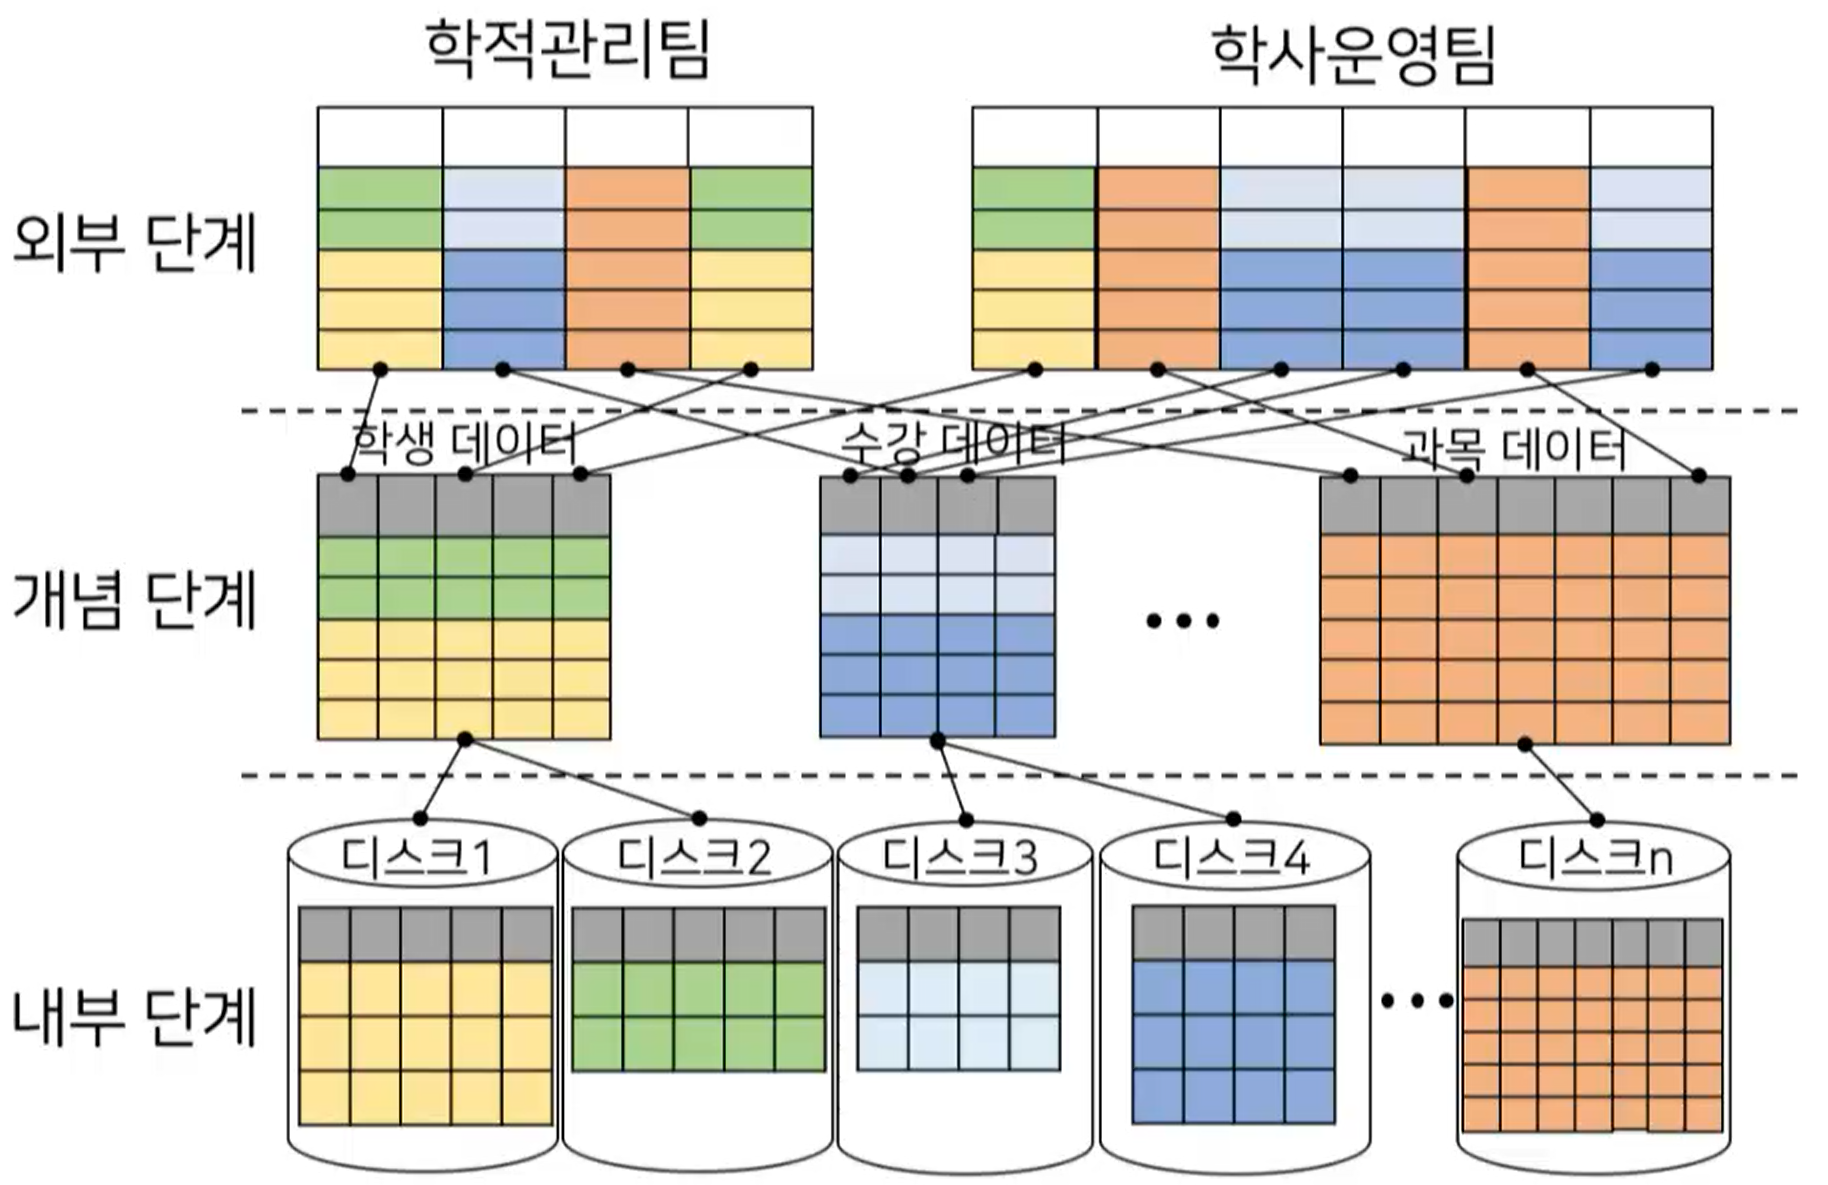 학적관리팀
학사운영팀
외부 단계
학생 데이터
수강 데이터
과목 데이터
개념 단계
디스크1
디스크2
디스크3
디스크4
디스크n
내부 단계